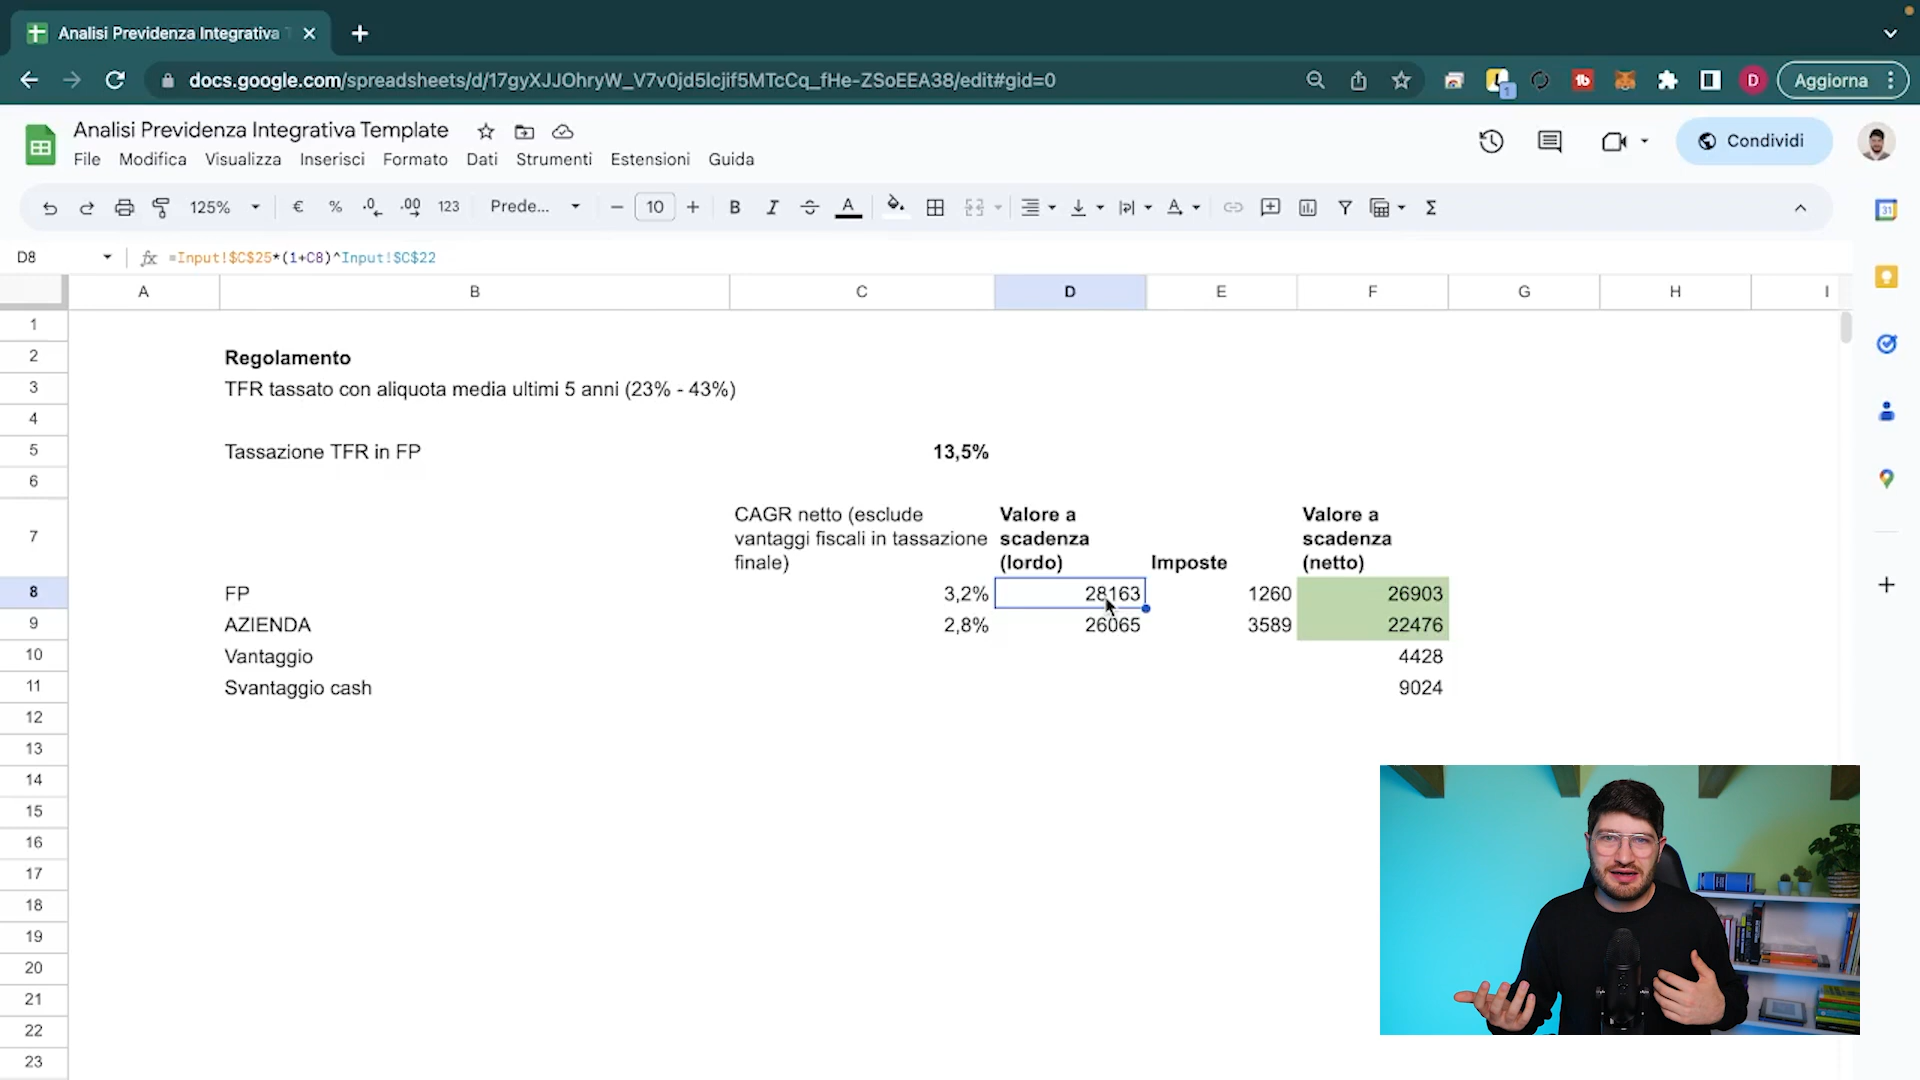 Analisi Previdenza Integrativa T
docs.google.com/spreadsheets/d/17gyXJJOhryW_V7v0jd5lcjif5MTcCq_fHe-ZSoEEA38/edit#gid=0
1
tb
D
Aggiorna
Analisi Previdenza Integrativa Template
File Modifica Visualizza Inserisci Formato Dati Strumenti Estensioni Guida
Condividi
125% € % .0 .00 123 Prede... 10 B I S A Σ
31
D8 fx =Input!$C$25*(1+C8)^Input!$C$22
A B C D E F G H I
1
2 Regolamento
3 TFR tassato con aliquota media ultimi 5 anni (23% - 43%)
4
5 Tassazione TFR in FP 13,5%
6
7 CAGR netto (esclude vantaggi fiscali in tassazione finale) Valore a scadenza (lordo) Imposte Valore a scadenza (netto)
8 FP 3,2% 28163 1260 26903
9 AZIENDA 2,8% 26065 3589 22476
10 Vantaggio 4428
11 Svantaggio cash 9024
12
13
14
15
16
17
18
19
20
21
22
23